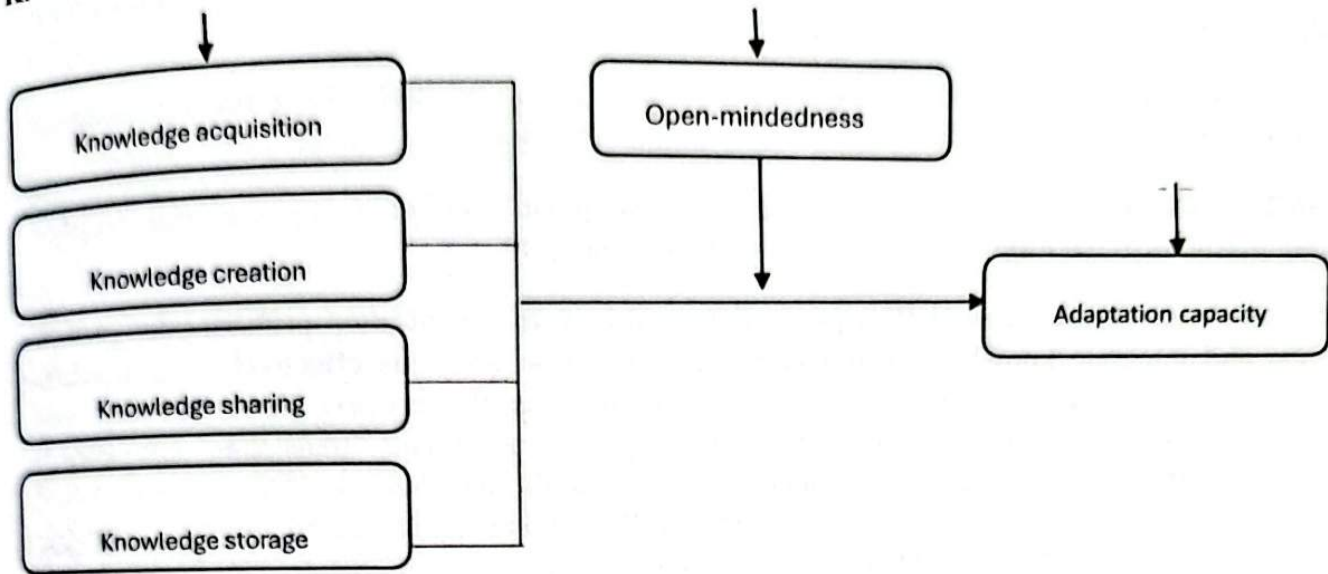 Knowledge acquisition
Open-mindedness
Knowledge creation
Adaptation capacity
Knowledge sharing
Knowledge storage